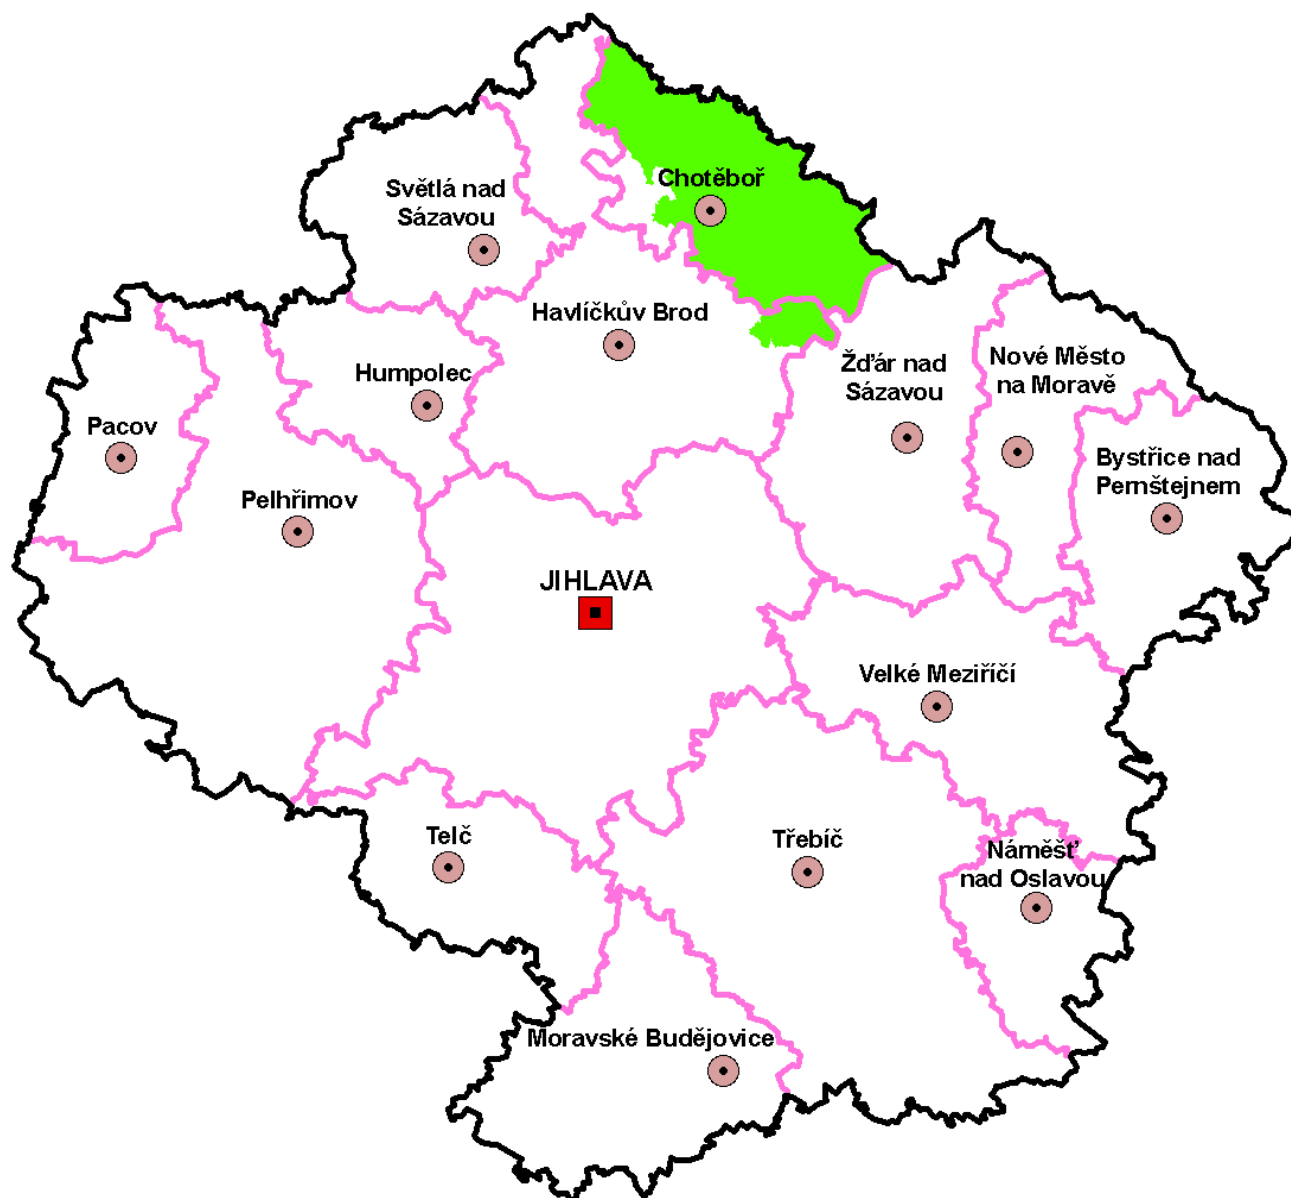 Chotěboř
Světlá nad
Sázavou
Havlíčkův Brod
Humpolec
Žďár nad
Sázavou
Nové Město
na Moravě
Pacov
Bystřice nad
Pernštejnem
Pelhřimov
JIHLAVA
Velké Meziříčí
Telč
Třebíč
Náměšť
nad Oslavou
Moravské Budějovice